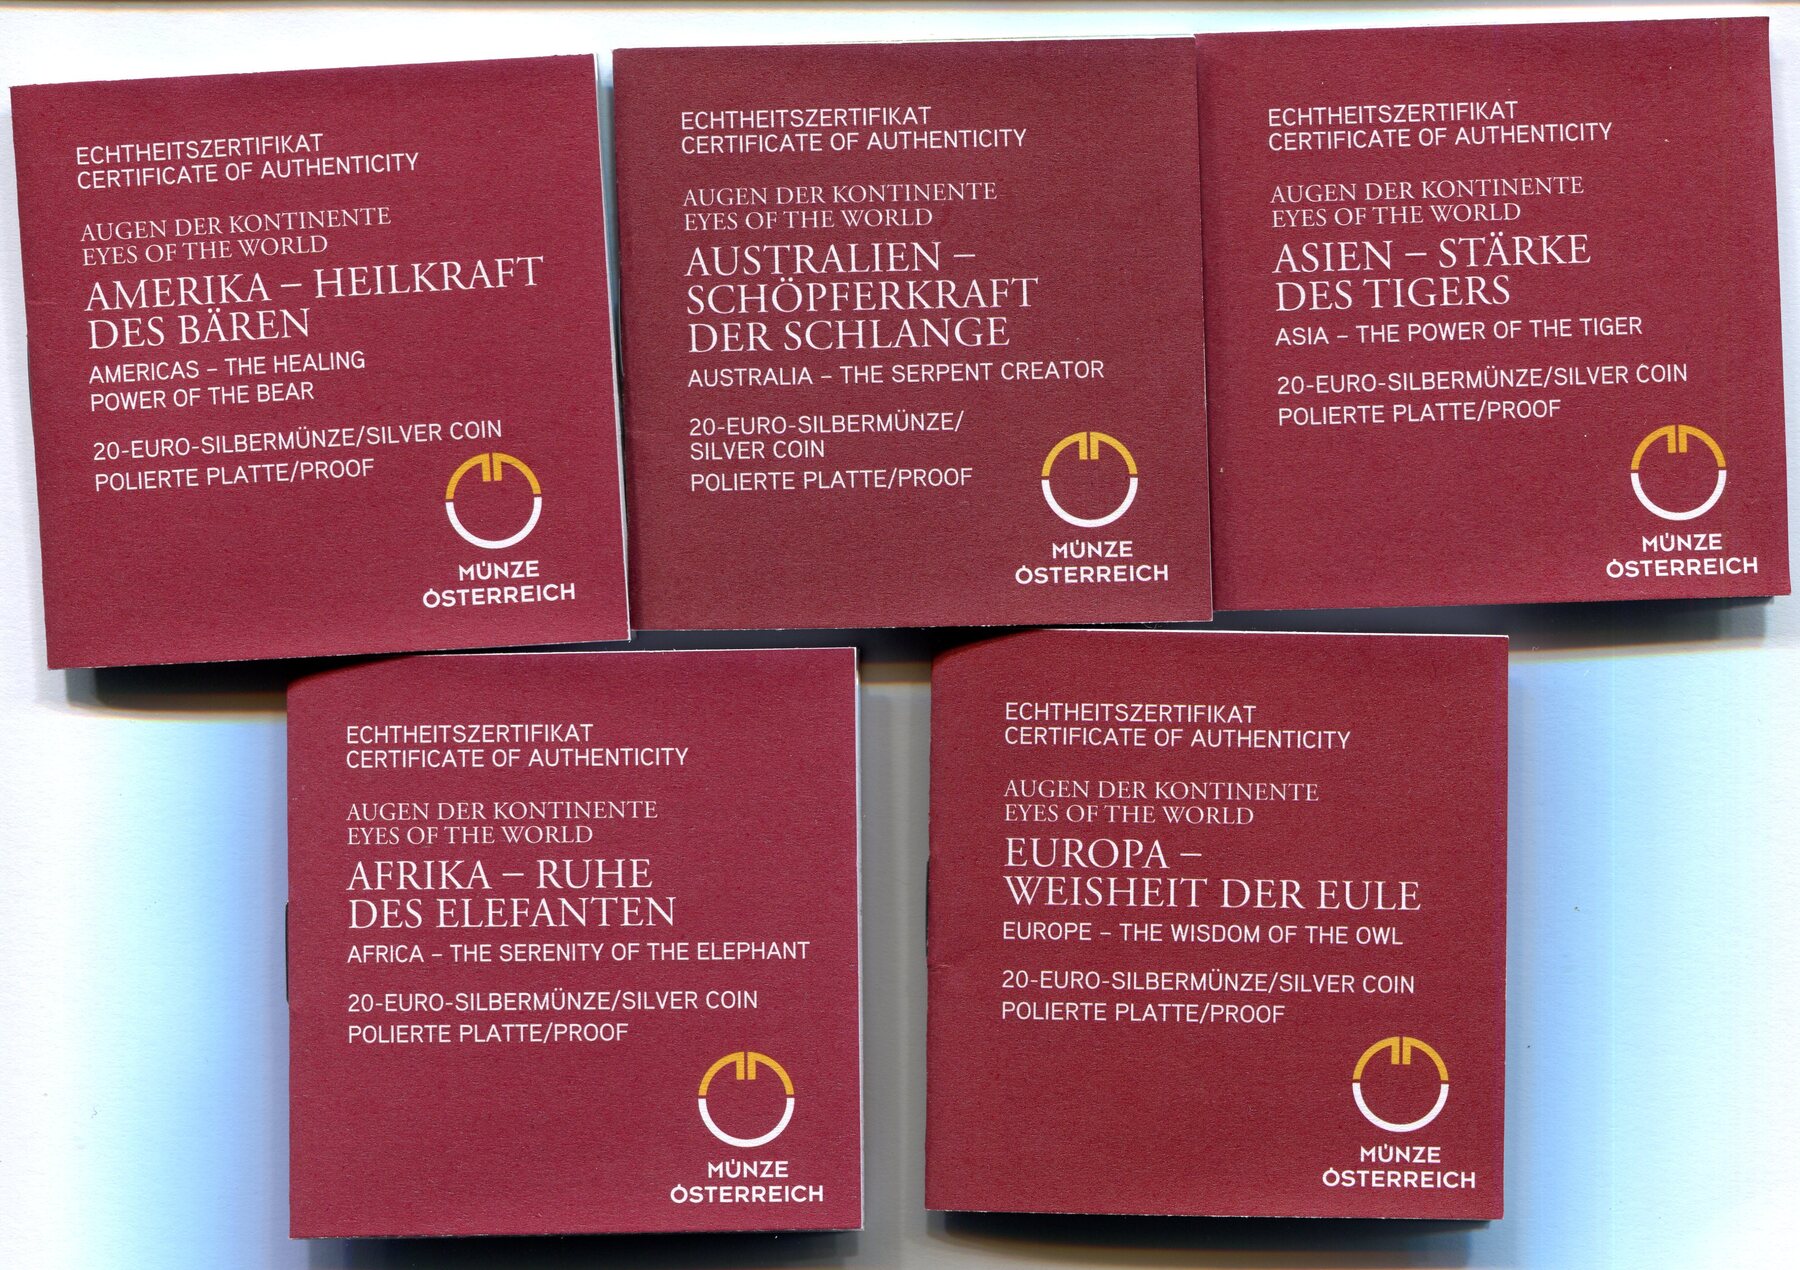 ECHTHEITSZERTIFIKAT
CERTIFICATE OF AUTHENTICITY
AUGEN DER KONTINENTE
EYES OF THE WORLD
AMERIKA – HEILKRAFT
DES BÄREN
AMERICAS – THE HEALING
POWER OF THE BEAR
20-EURO-SILBERMÜNZE/SILVER COIN
POLIERTE PLATTE/PROOF
MÜNZE
ÖSTERREICH
ECHTHEITSZERTIFIKAT
CERTIFICATE OF AUTHENTICITY
AUGEN DER KONTINENTE
EYES OF THE WORLD
AUSTRALIEN –
SCHÖPFERKRAFT
DER SCHLANGE
AUSTRALIA – THE SERPENT CREATOR
20-EURO-SILBERMÜNZE/
SILVER COIN
POLIERTE PLATTE/PROOF
MÜNZE
ÖSTERREICH
ECHTHEITSZERTIFIKAT
CERTIFICATE OF AUTHENTICITY
AUGEN DER KONTINENTE
EYES OF THE WORLD
ASIEN – STÄRKE
DES TIGERS
ASIA – THE POWER OF THE TIGER
20-EURO-SILBERMÜNZE/SILVER COIN
POLIERTE PLATTE/PROOF
MÜNZE
ÖSTERREICH
ECHTHEITSZERTIFIKAT
CERTIFICATE OF AUTHENTICITY
AUGEN DER KONTINENTE
EYES OF THE WORLD
AFRIKA – RUHE
DES ELEFANTEN
AFRICA – THE SERENITY OF THE ELEPHANT
20-EURO-SILBERMÜNZE/SILVER COIN
POLIERTE PLATTE/PROOF
MÜNZE
ÖSTERREICH
ECHTHEITSZERTIFIKAT
CERTIFICATE OF AUTHENTICITY
AUGEN DER KONTINENTE
EYES OF THE WORLD
EUROPA –
WEISHEIT DER EULE
EUROPE – THE WISDOM OF THE OWL
20-EURO-SILBERMÜNZE/SILVER COIN
POLIERTE PLATTE/PROOF
MÜNZE
ÖSTERREICH